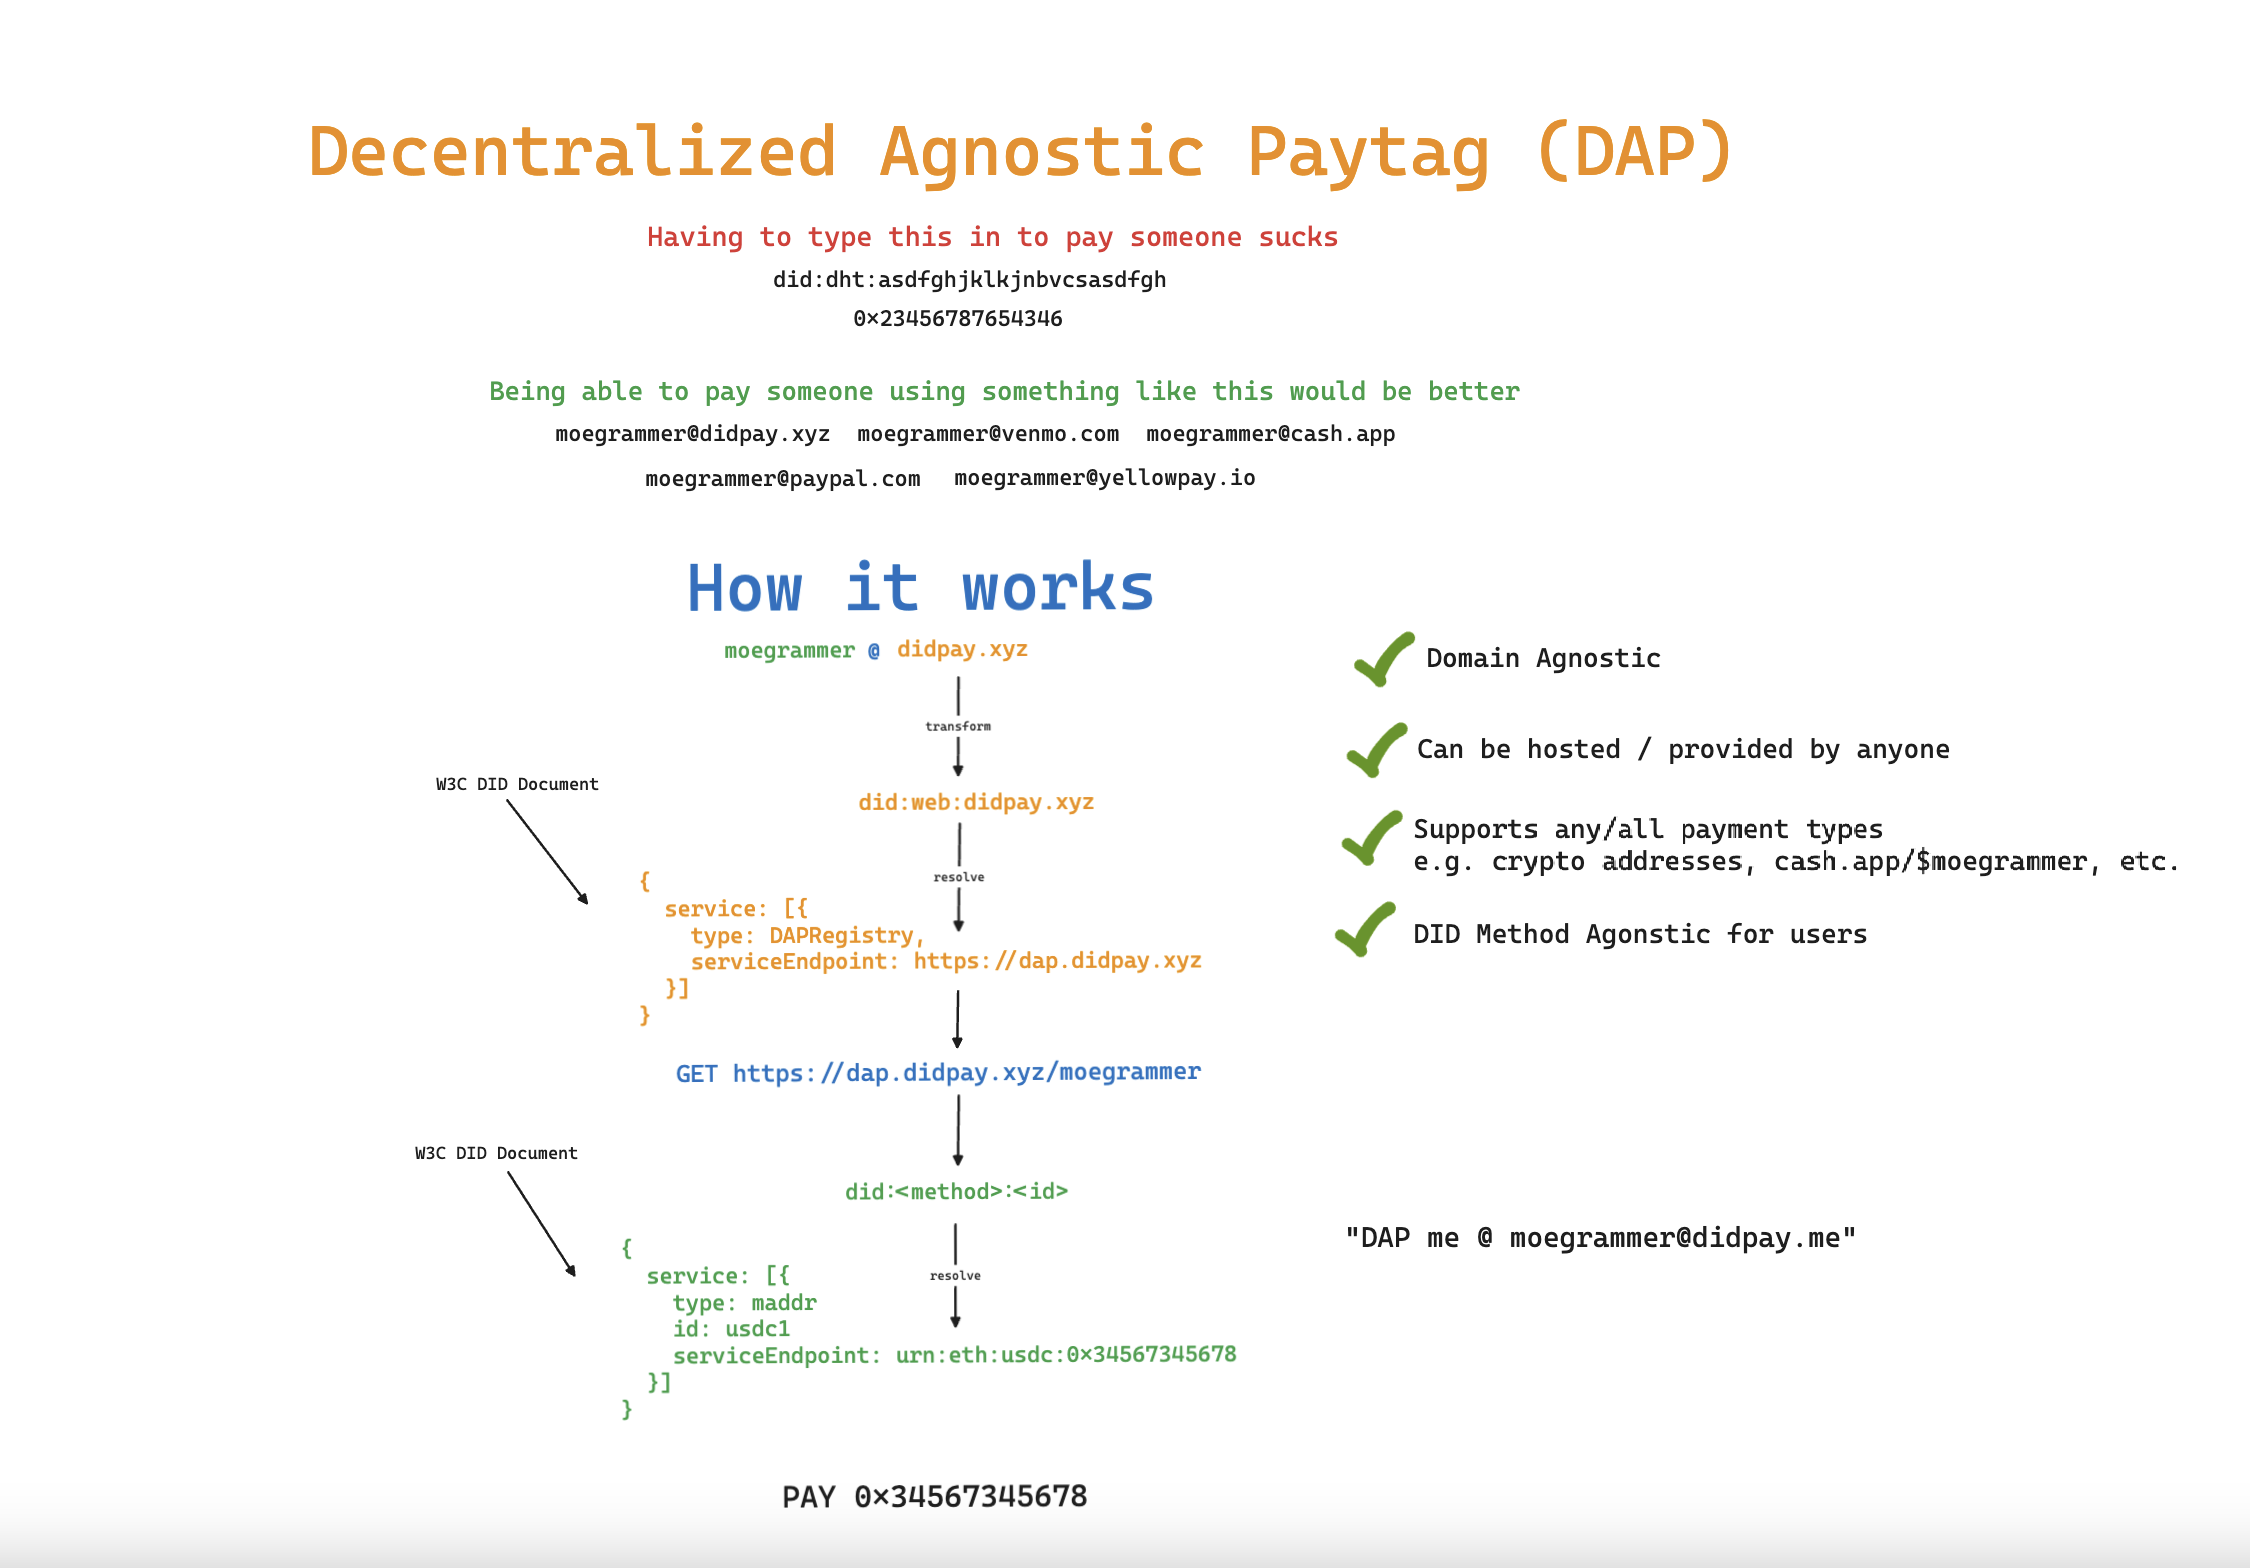 Decentralized Agnostic Paytag (DAP)
Having to type this in to pay someone sucks
did:dht:asdfghjklkjnbvcsasdfgh
0×23456787654346
Being able to pay someone using something like this would be better
moegrammer@didpay.xyz moegrammer@venmo.com moegrammer@cash.app
moegrammer@paypal.com moegrammer@yellowpay.io
How it works
moegrammer @ didpay.xyz
transform
did:web:didpay.xyz
resolve
W3C DID Document
{
service: [{
type: DAPRegistry,
serviceEndpoint: https://dap.didpay.xyz
}]
}
GET https://dap.didpay.xyz/moegrammer
did:<method>:<id>
resolve
W3C DID Document
{
service: [{
type: maddr
id: usdc1
serviceEndpoint: urn:eth:usdc:0×34567345678
}]
}
PAY 0×34567345678
Domain Agnostic
Can be hosted / provided by anyone
Supports any/all payment types
e.g. crypto addresses, cash.app/$moegrammer, etc.
DID Method Agonstic for users
"DAP me @ moegrammer@didpay.me"